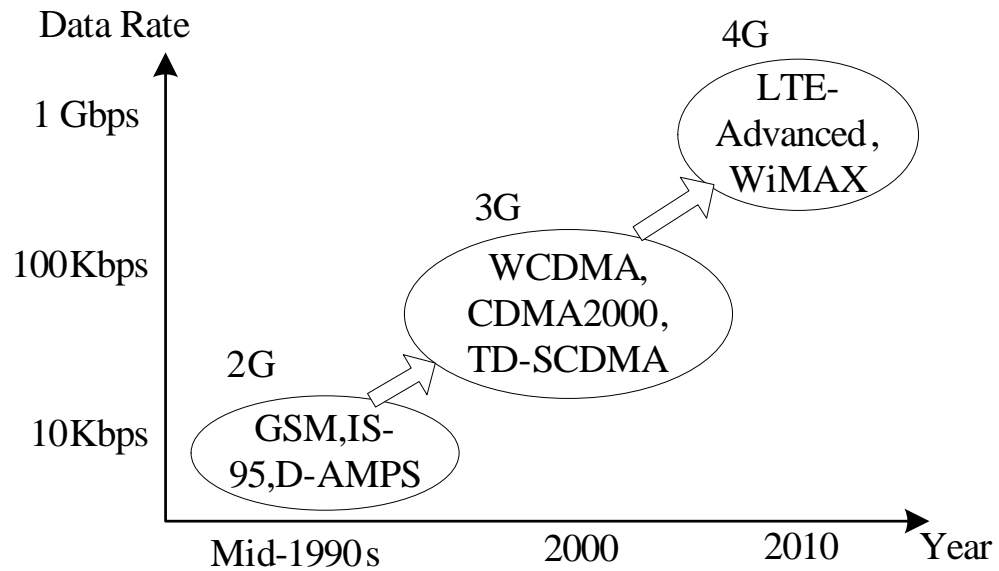 Data Rate
4G
1 Gbps
LTE-
Advanced,
WiMAX
3G
100Kbps
WCDMA,
CDMA2000,
TD-SCDMA
2G
10Kbps
GSM,IS-
95,D-AMPS
Mid-1990s
2000
2010
Year